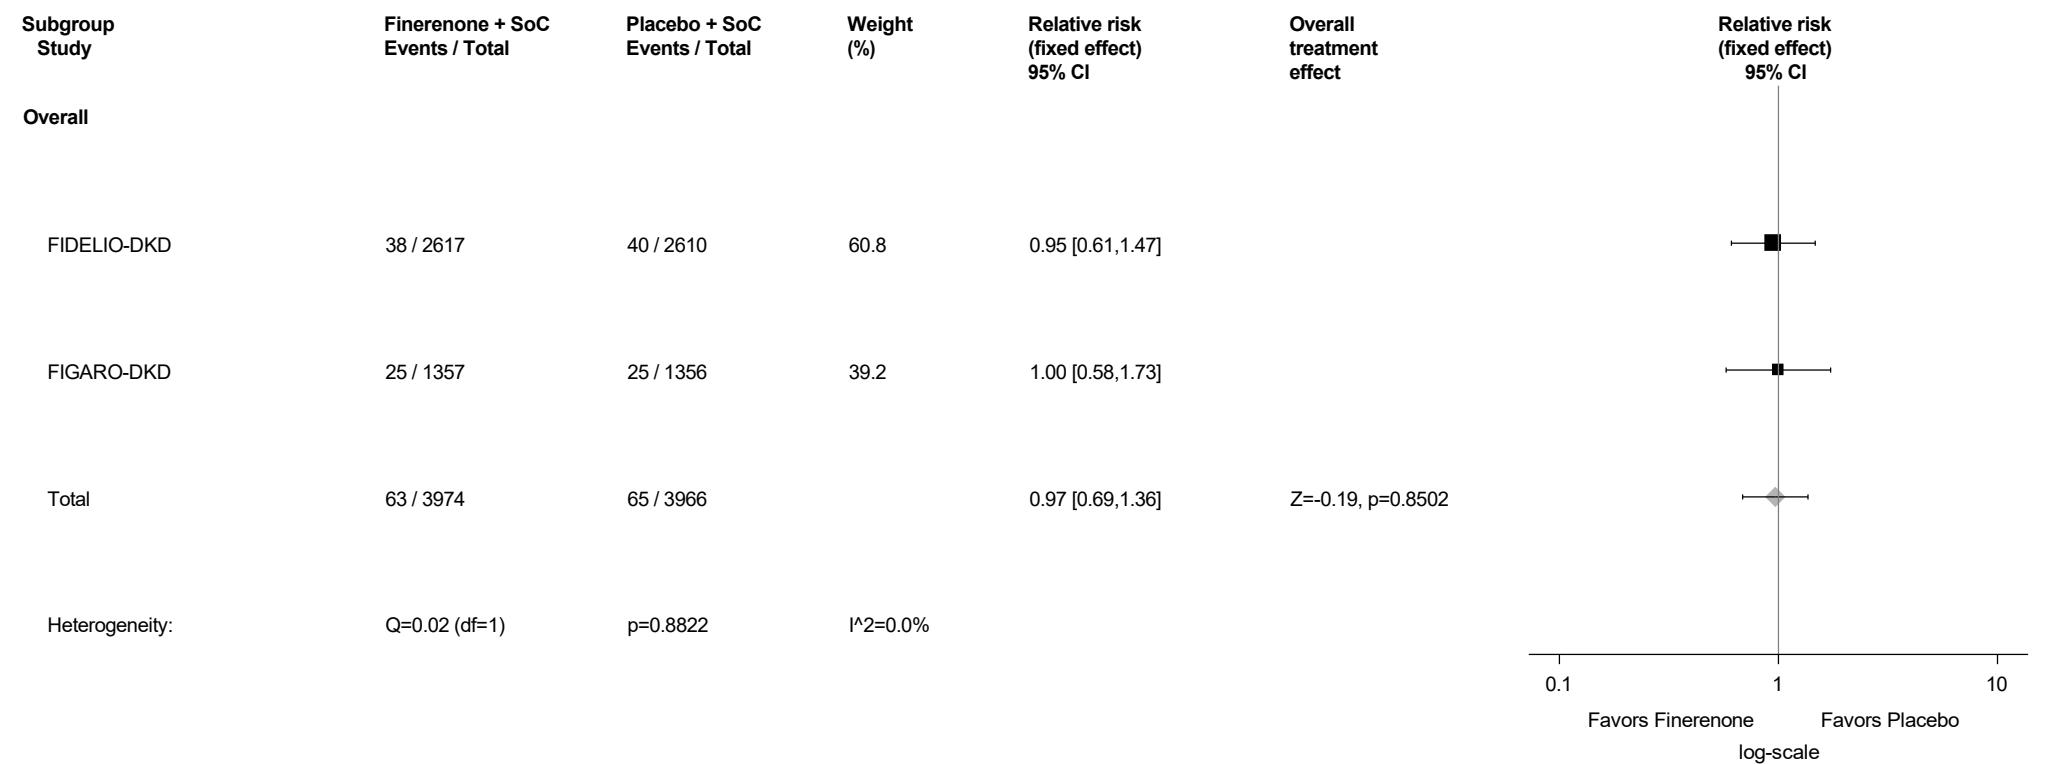 Subgroup Finerenone + SoC Placebo + SoC Weight Relative risk Overall Relative risk
Study Events / Total Events / Total (%) (fixed effect) treatment (fixed effect)
95% CI effect 95% CI
Overall
FIDELIO-DKD 38 / 2617 40 / 2610 60.8 0.95 [0.61,1.47]
FIGARO-DKD 25 / 1357 25 / 1356 39.2 1.00 [0.58,1.73]
Total 63 / 3974 65 / 3966 0.97 [0.69,1.36] Z=-0.19, p=0.8502
Heterogeneity: Q=0.02 (df=1) p=0.8822 I^2=0.0%
0.1 1 10
Favors Finerenone Favors Placebo
log-scale